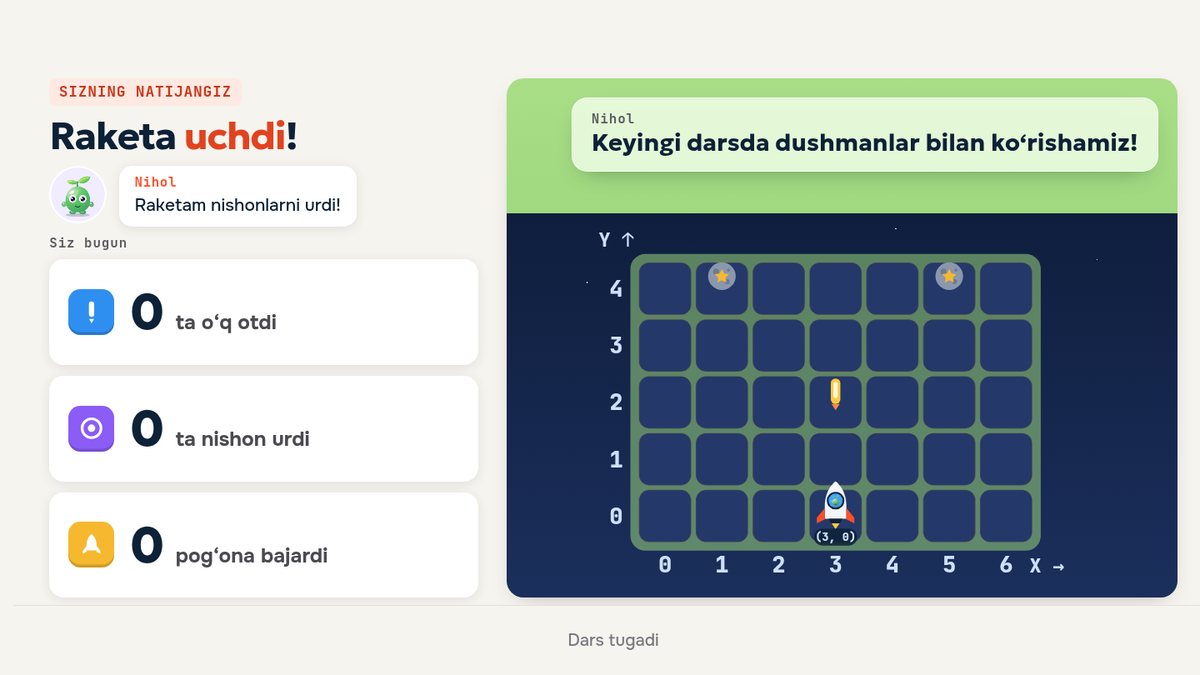 SIZNING NATIJANGIZ
Raketa uchdi!
Nihol
Raketam nishonlarni urdi!
Siz bugun
0 ta oʻq otdi
0 ta nishon urdi
0 pogʻona bajardi
Nihol
Keyingi darsda dushmanlar bilan koʻrishamiz!
Y ↑
4
3
2
1
0
(3, 0)
0 1 2 3 4 5 6 X →
Dars tugadi